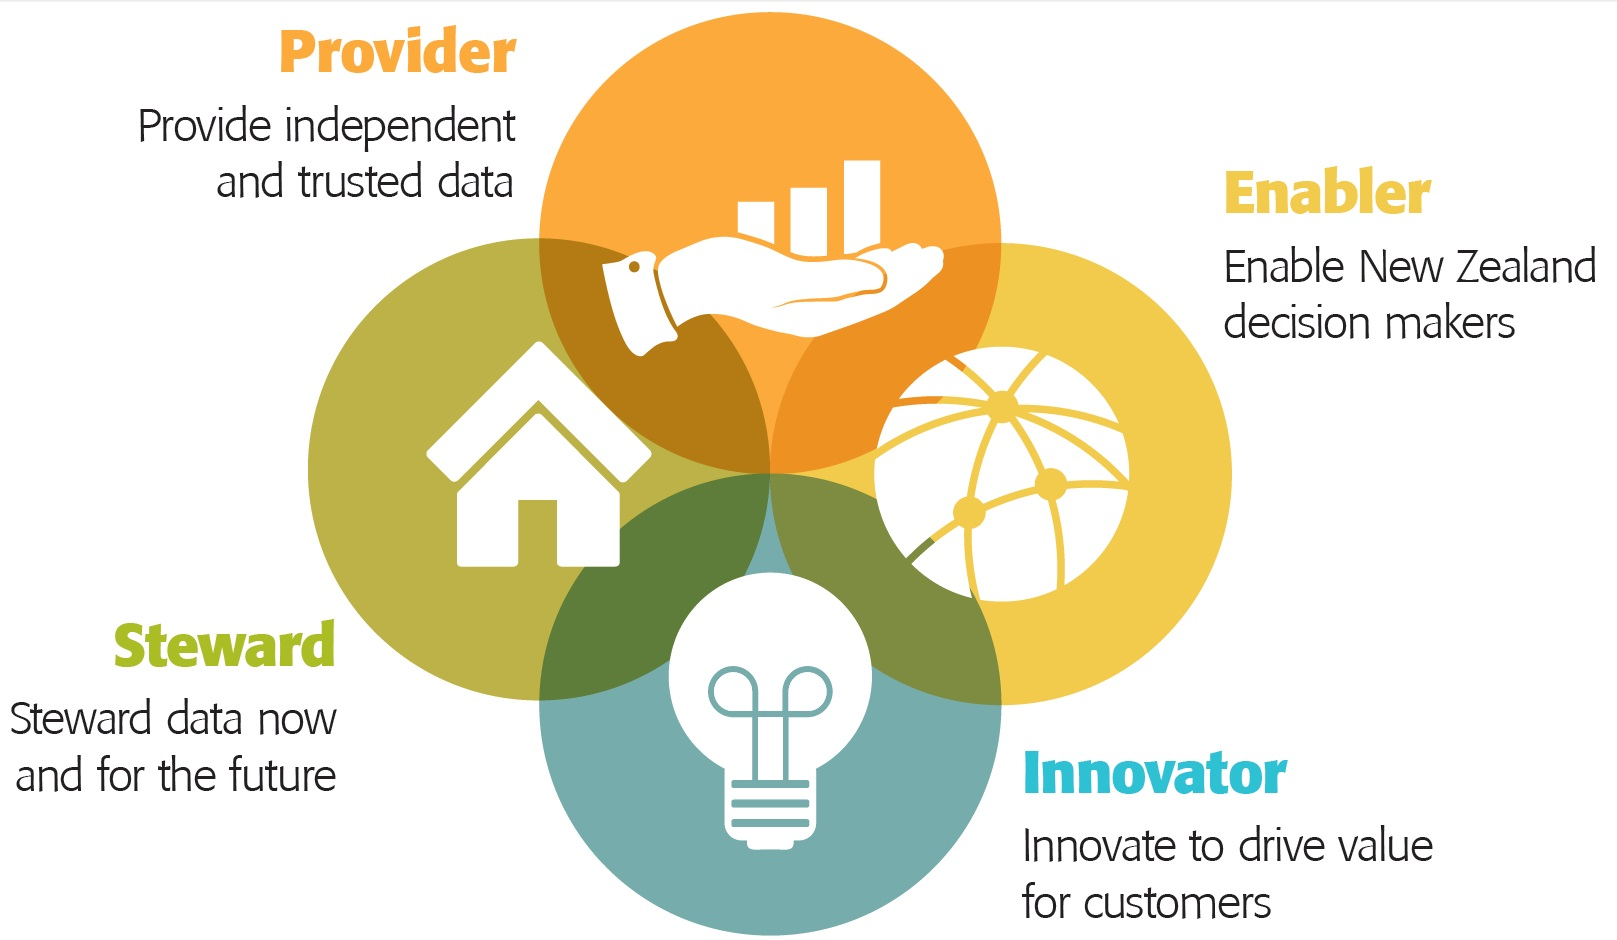 Provider
Provide independent
and trusted data
Enabler
Enable New Zealand
decision makers
Steward
Steward data now
and for the future
Innovator
Innovate to drive value
for customers